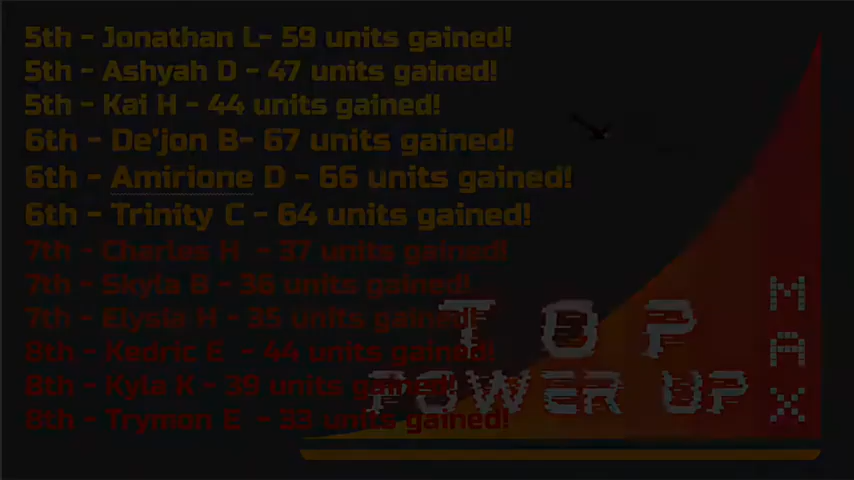 5th - Jonathan L- 59 units gained!
5th - Ashyah D - 47 units gained!
5th - Kai H - 44 units gained!
6th - De'jon B- 67 units gained!
6th - Amirione D - 66 units gained!
6th - Trinity C - 64 units gained!
7th - Charles H - 37 units gained!
7th - Skyla B - 36 units gained!
7th - Elysia H - 35 units gained!
8th - Kedric E - 44 units gained!
8th - Kyla K - 39 units gained!
8th - Trymon E - 33 units gained!
TOP
POWER UP
MAX